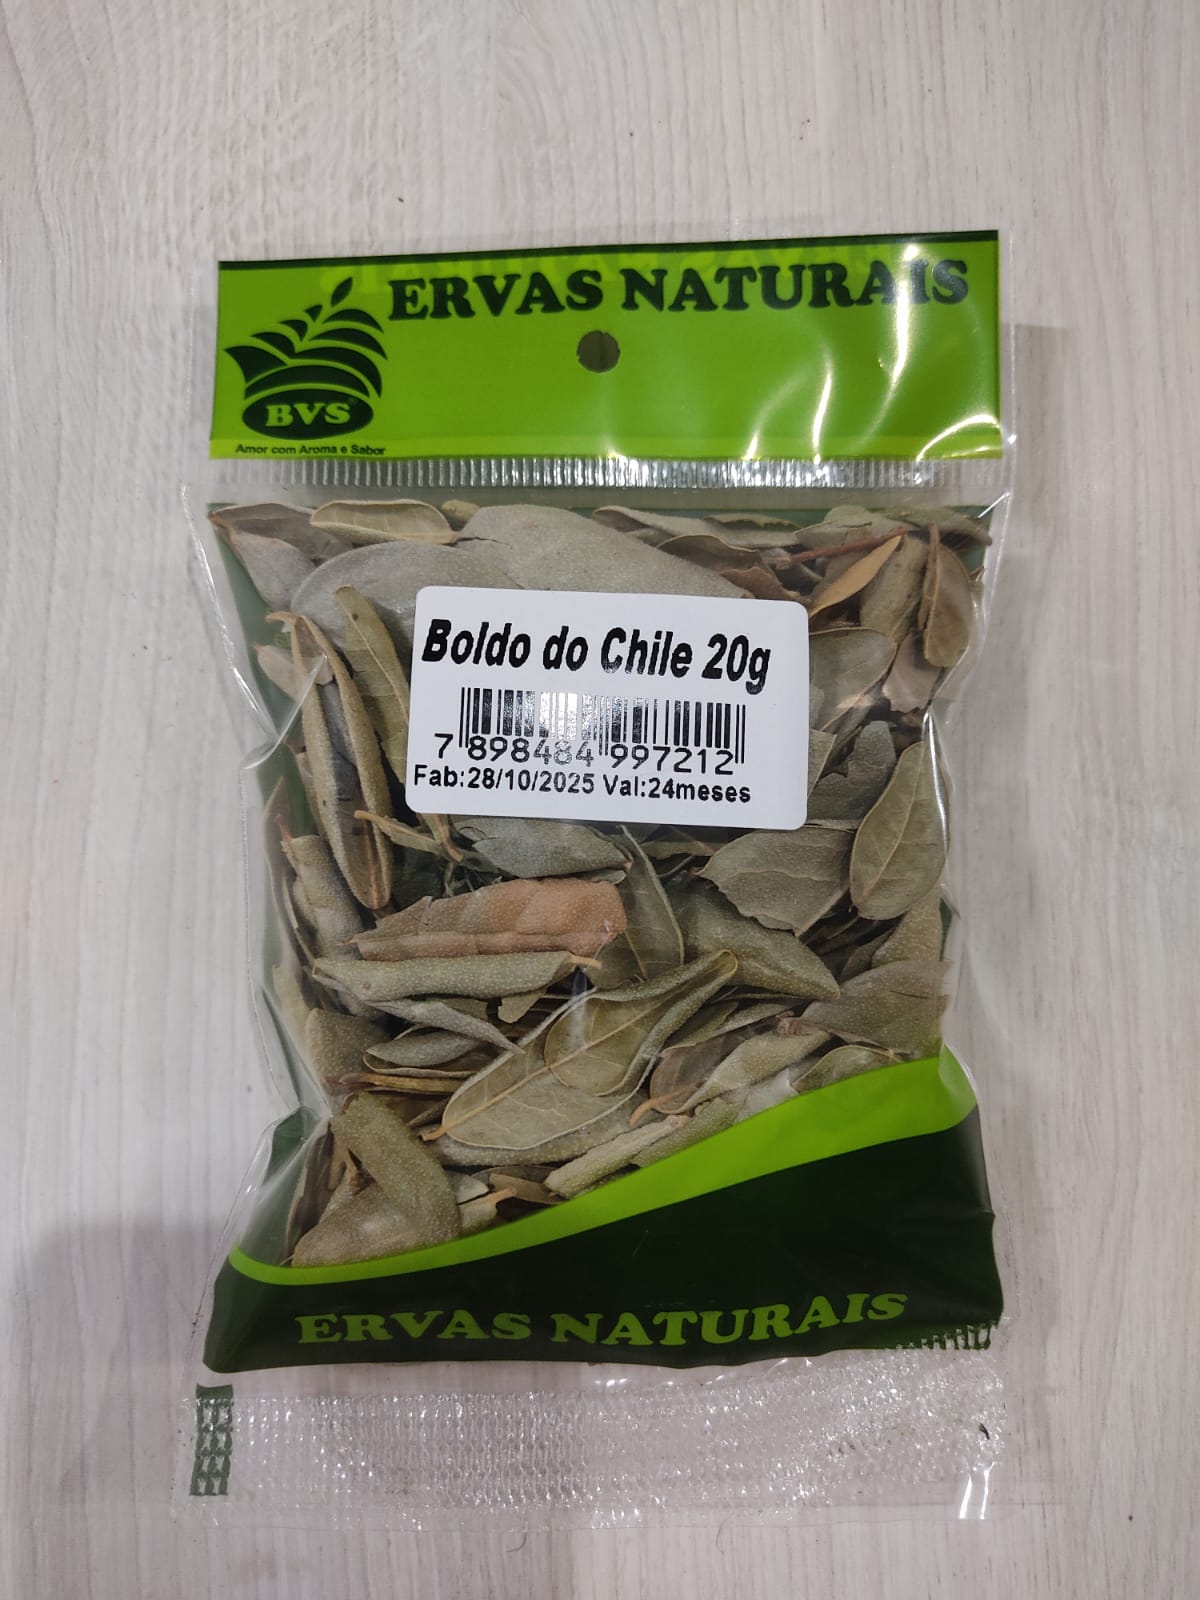 ERVAS NATURAIS
BVS
Amor com Aroma e Sabor
Boldo do Chile 20g
7 898484 997212
Fab:28/10/2025 Val:24meses
ERVAS NATURAIS